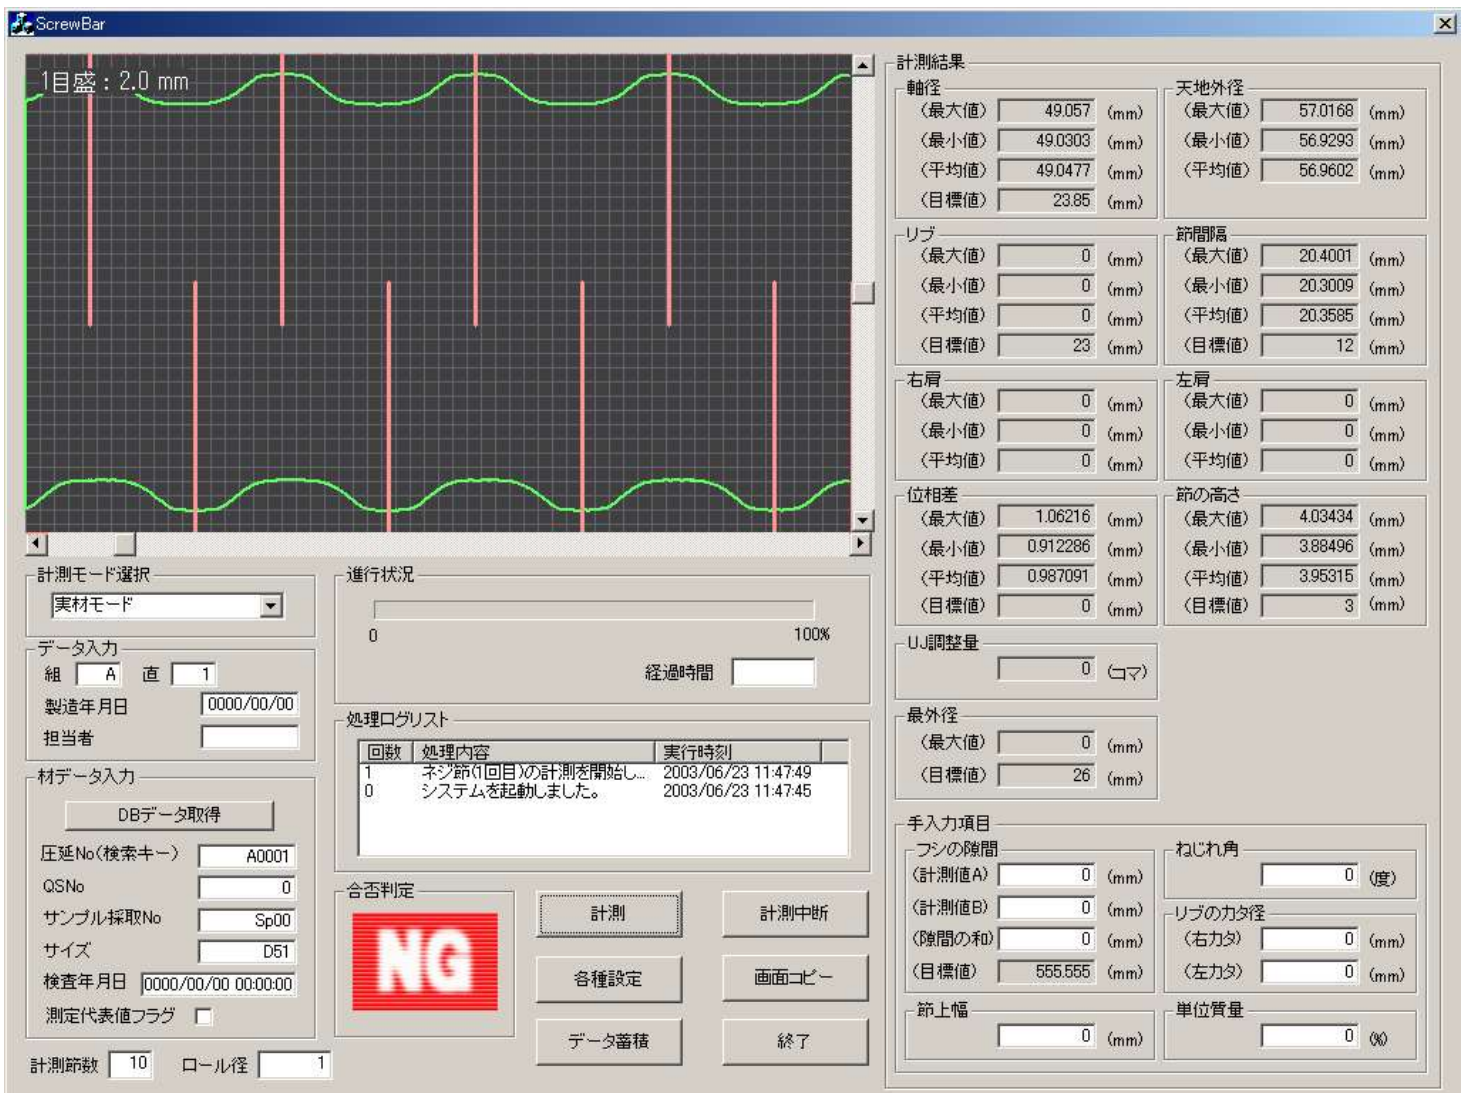 ScrewBar
1目盛：2.0 mm
計測結果
軸径
(最大値) 49.057 (mm)
(最小値) 49.0303 (mm)
(平均値) 49.0477 (mm)
(目標値) 23.85 (mm)
天地外径
(最大値) 57.0168 (mm)
(最小値) 56.9293 (mm)
(平均値) 56.9602 (mm)
リブ
(最大値) 0 (mm)
(最小値) 0 (mm)
(平均値) 0 (mm)
(目標値) 23 (mm)
節間隔
(最大値) 20.4001 (mm)
(最小値) 20.3009 (mm)
(平均値) 20.3585 (mm)
(目標値) 12 (mm)
右肩
(最大値) 0 (mm)
(最小値) 0 (mm)
(平均値) 0 (mm)
左肩
(最大値) 0 (mm)
(最小値) 0 (mm)
(平均値) 0 (mm)
位相差
(最大値) 1.06216 (mm)
(最小値) 0.912286 (mm)
(平均値) 0.987091 (mm)
(目標値) 0 (mm)
節の高さ
(最大値) 4.03434 (mm)
(最小値) 3.88496 (mm)
(平均値) 3.95315 (mm)
(目標値) 3 (mm)
UJ調整量
0 (コマ)
最外径
(最大値) 0 (mm)
(目標値) 26 (mm)
手入力項目
フシの隙間
(計測値A) 0 (mm)
(計測値B) 0 (mm)
(隙間の和) 0 (mm)
(目標値) 555.555 (mm)
ねじれ角
0 (度)
リブのカタ径
(右カタ) 0 (mm)
(左カタ) 0 (mm)
節上幅
0 (mm)
単位質量
0 (%)
計測モード選択
実材モード
データ入力
組 A 直 1
製造年月日 0000/00/00
担当者
材データ入力
DBデータ取得
圧延No(検索キー) A0001
QSNo 0
サンプル採取No Sp00
サイズ D51
検査年月日 0000/00/00 00:00:00
測定代表値フラグ
計測節数 10 ロール径 1
進行状況
0 100%
経過時間
処理ログリスト
回数 処理内容 実行時刻
1 ネジ節(1回目)の計測を開始し... 2003/06/23 11:47:49
0 システムを起動しました。 2003/06/23 11:47:45
合否判定
NG
計測 計測中断
各種設定 画面コピー
データ蓄積 終了